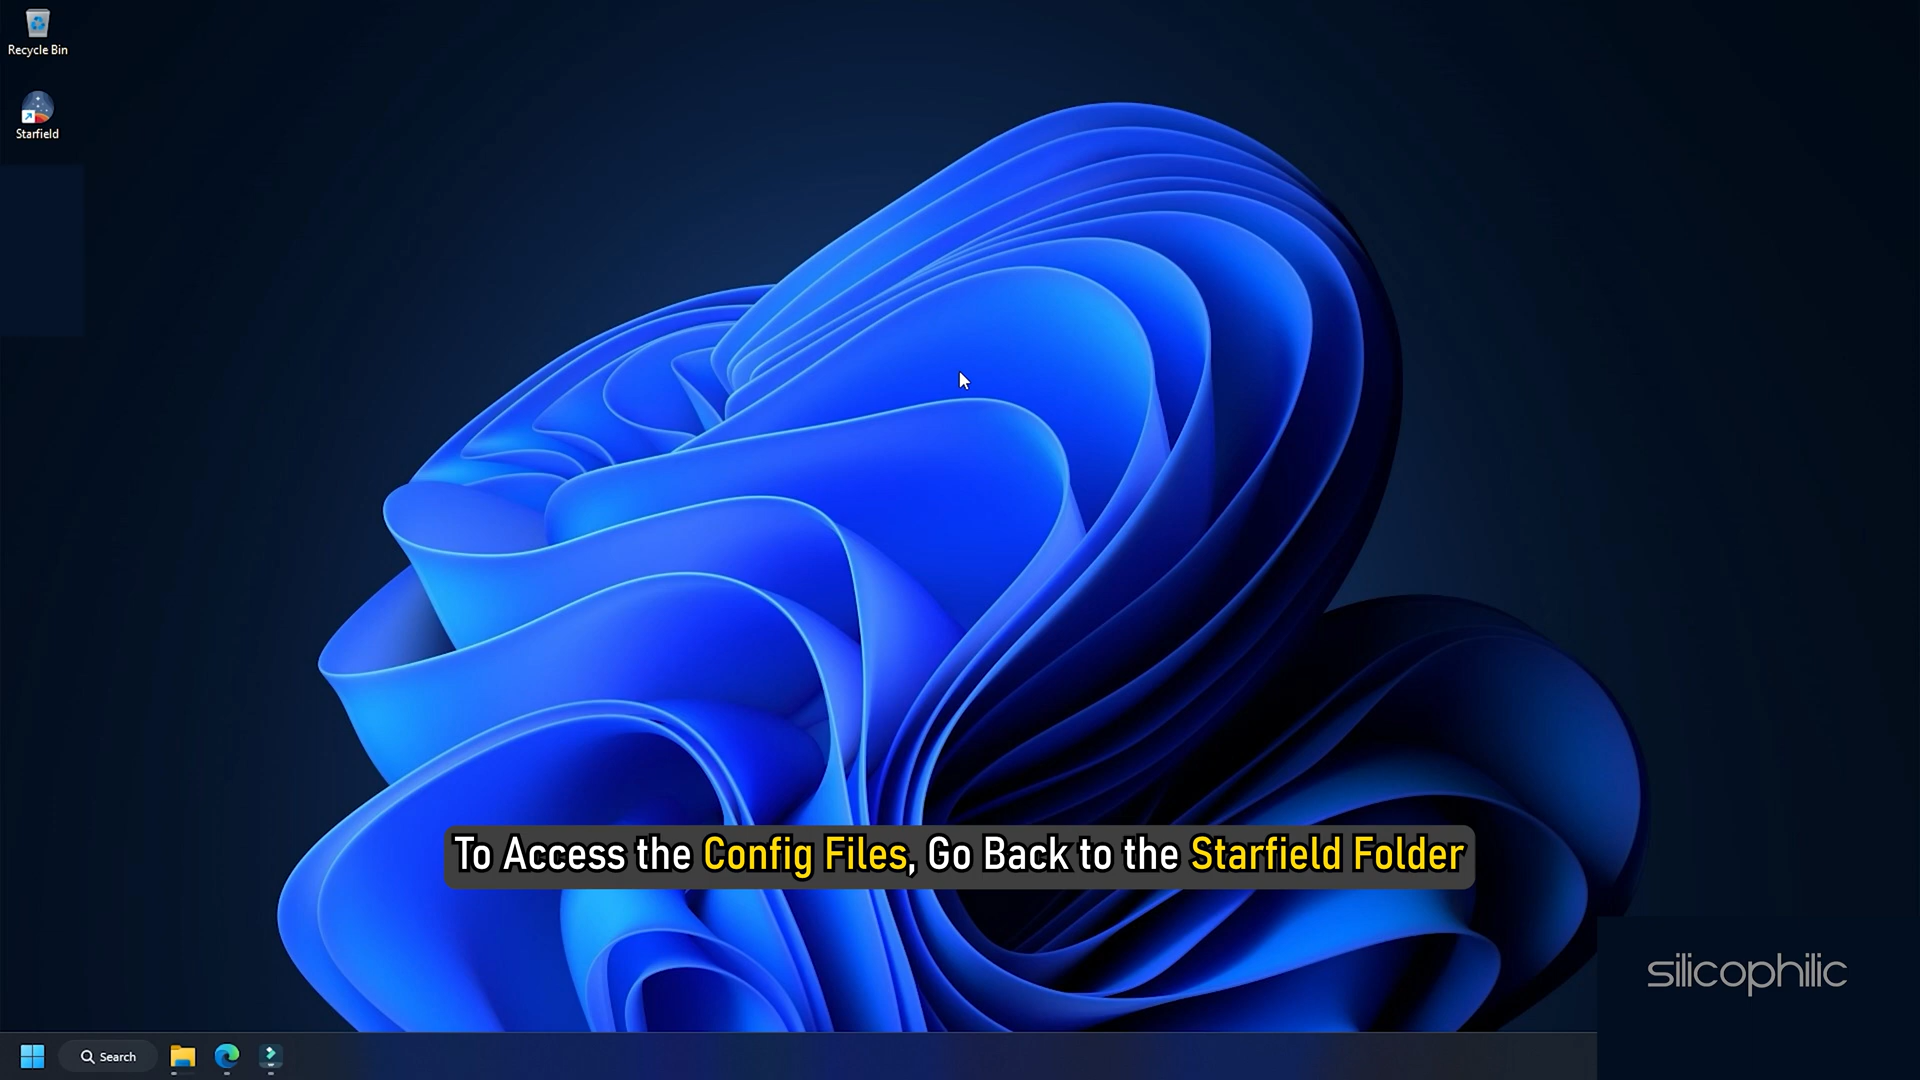 Recycle Bin
Starfield
To Access the Config Files, Go Back to the Starfield Folder
silicophilic
Search